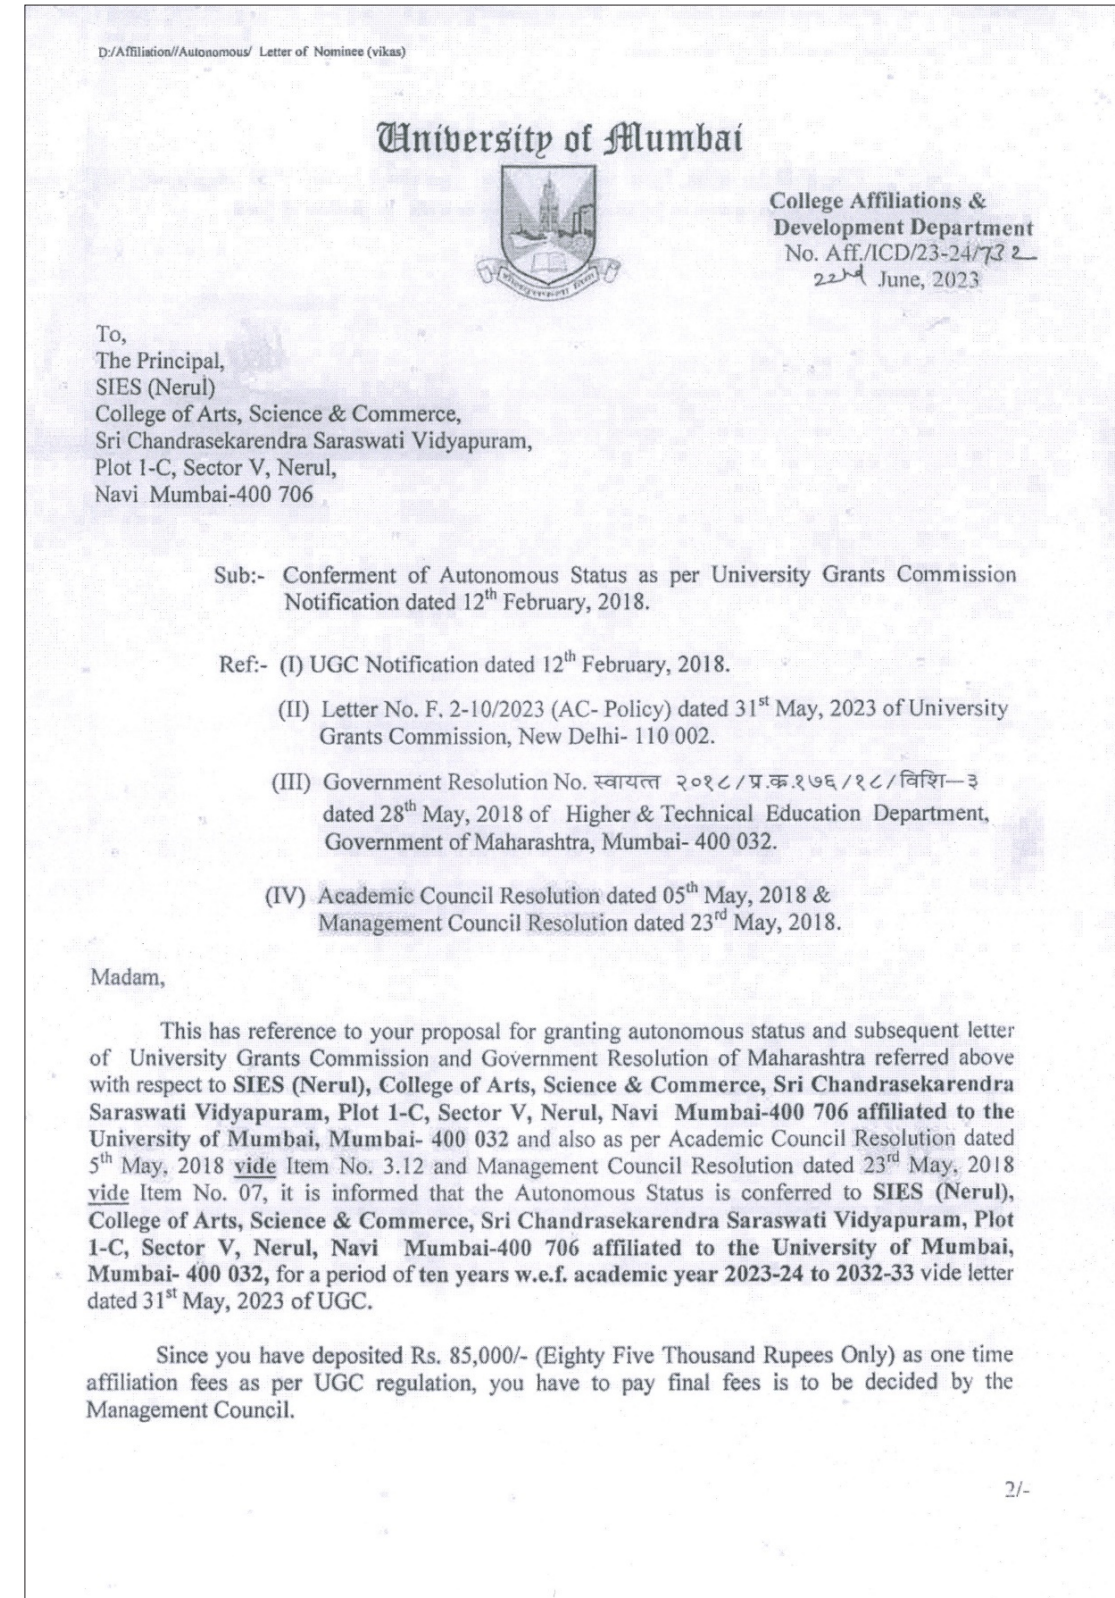 D:/Affiliation//Autonomous/ Letter of Nominee (vikas)
University of Mumbai
College Affiliations &
Development Department
No. Aff./ICD/23-24/732
22nd June, 2023
To,
The Principal,
SIES (Nerul)
College of Arts, Science & Commerce,
Sri Chandrasekarendra Saraswati Vidyapuram,
Plot 1-C, Sector V, Nerul,
Navi Mumbai-400 706
Sub:- Conferment of Autonomous Status as per University Grants Commission
Notification dated 12th February, 2018.
Ref:- (I) UGC Notification dated 12th February, 2018.
(II) Letter No. F. 2-10/2023 (AC- Policy) dated 31st May, 2023 of University
Grants Commission, New Delhi- 110 002.
(III) Government Resolution No. स्वायत्त २०१८/प्र.क्र.१७६/१८/विशि—३
dated 28th May, 2018 of Higher & Technical Education Department,
Government of Maharashtra, Mumbai- 400 032.
(IV) Academic Council Resolution dated 05th May, 2018 &
Management Council Resolution dated 23rd May, 2018.
Madam,
This has reference to your proposal for granting autonomous status and subsequent letter
of University Grants Commission and Government Resolution of Maharashtra referred above
with respect to SIES (Nerul), College of Arts, Science & Commerce, Sri Chandrasekarendra
Saraswati Vidyapuram, Plot 1-C, Sector V, Nerul, Navi Mumbai-400 706 affiliated to the
University of Mumbai, Mumbai- 400 032 and also as per Academic Council Resolution dated
5th May, 2018 vide Item No. 3.12 and Management Council Resolution dated 23rd May, 2018
vide Item No. 07, it is informed that the Autonomous Status is conferred to SIES (Nerul),
College of Arts, Science & Commerce, Sri Chandrasekarendra Saraswati Vidyapuram, Plot
1-C, Sector V, Nerul, Navi Mumbai-400 706 affiliated to the University of Mumbai,
Mumbai- 400 032, for a period of ten years w.e.f. academic year 2023-24 to 2032-33 vide letter
dated 31st May, 2023 of UGC.
Since you have deposited Rs. 85,000/- (Eighty Five Thousand Rupees Only) as one time
affiliation fees as per UGC regulation, you have to pay final fees is to be decided by the
Management Council.
2/-